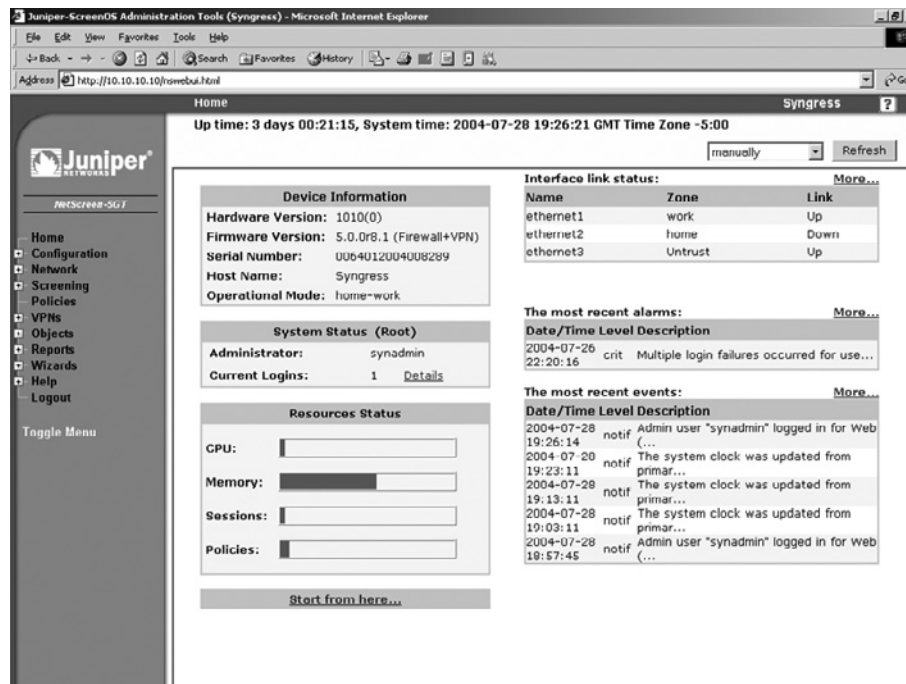 Juniper-ScreenOS Administration Tools (Syngress) - Microsoft Internet Explorer
File Edit View Favorites Tools Help
Back Search Favorites History
Address http://10.10.10.10/nswebui.html Go
Home Syngress ?
Up time: 3 days 00:21:15, System time: 2004-07-28 19:26:21 GMT Time Zone -5:00
manually Refresh
Juniper
NETWORKS
NetScreen-5GT
Home
Configuration
Network
Screening
Policies
VPNs
Objects
Reports
Wizards
Help
Logout
Toggle Menu
Device Information
Hardware Version: 1010(0)
Firmware Version: 5.0.0r8.1 (Firewall+VPN)
Serial Number: 0064012004008289
Host Name: Syngress
Operational Mode: home-work
System Status (Root)
Administrator: synadmin
Current Logins: 1 Details
Resources Status
CPU:
Memory:
Sessions:
Policies:
Start from here...
Interface link status: More...
Name Zone Link
ethernet1 work Up
ethernet2 home Down
ethernet3 Untrust Up
The most recent alarms: More...
Date/Time Level Description
2004-07-26 22:20:16 crit Multiple login failures occurred for use...
The most recent events: More...
Date/Time Level Description
2004-07-28 19:26:14 notif Admin user "synadmin" logged in for Web (...
2004-07-28 19:23:11 notif The system clock was updated from primar...
2004-07-28 19:13:11 notif The system clock was updated from primar...
2004-07-28 19:03:11 notif The system clock was updated from primar...
2004-07-28 18:57:45 notif Admin user "synadmin" logged in for Web (...